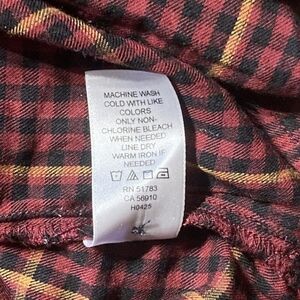 MACHINE WASH
COLD WITH LIKE
COLORS
ONLY NON-
CHLORINE BLEACH
WHEN NEEDED
LINE DRY
WARM IRON IF
NEEDED
RN 51783
CA 56910
H0425